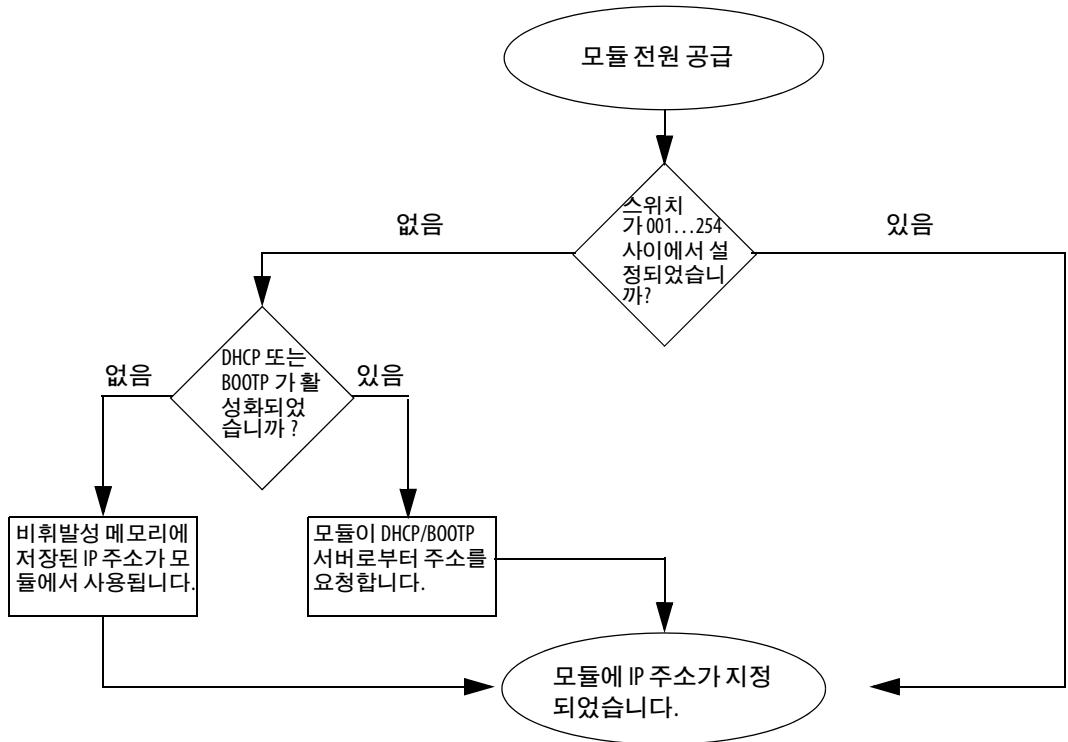 모듈 전원 공급
스위치
가 001...254
사이에서 설
정되었습니
까?
없음
있음
DHCP 또는
BOOTP 가 활
성화되었
습니까 ?
없음
있음
비휘발성 메모리에
저장된 IP 주소가 모
듈에서 사용됩니다.
모듈이 DHCP/BOOTP
서버로부터 주소를
요청합니다.
모듈에 IP 주소가 지정
되었습니다.